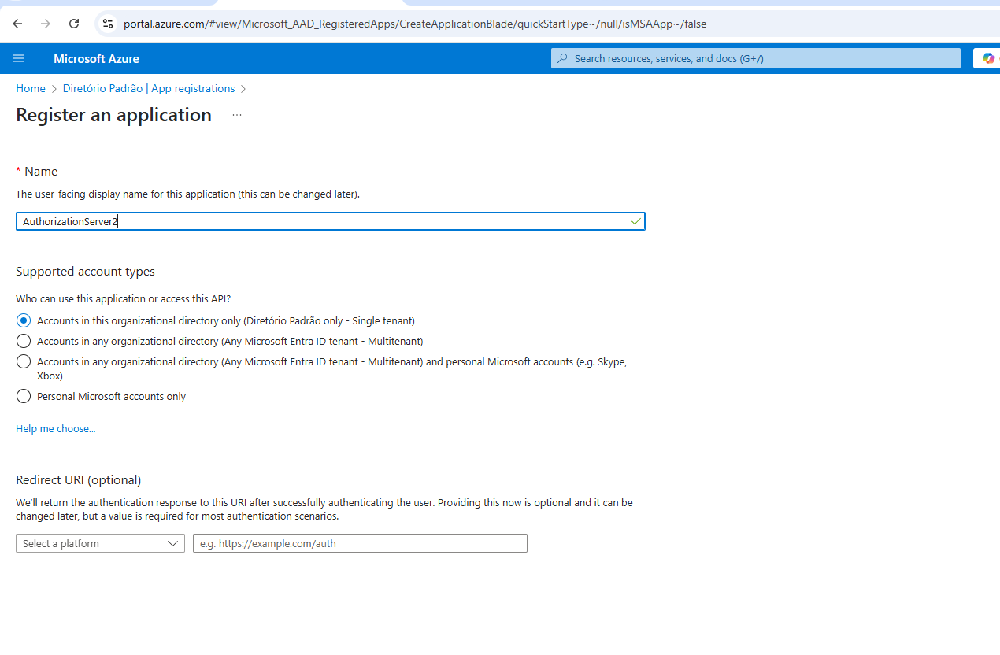 portal.azure.com/#view/Microsoft_AAD_RegisteredApps/CreateApplicationBlade/quickStartType~/null/isMSAApp~/false
Microsoft Azure
Search resources, services, and docs (G+/)
Home > Diretório Padrão | App registrations >
Register an application ...
* Name
The user-facing display name for this application (this can be changed later).
AuthorizationServer2
Supported account types
Who can use this application or access this API?
Accounts in this organizational directory only (Diretório Padrão only - Single tenant)
Accounts in any organizational directory (Any Microsoft Entra ID tenant - Multitenant)
Accounts in any organizational directory (Any Microsoft Entra ID tenant - Multitenant) and personal Microsoft accounts (e.g. Skype,
Xbox)
Personal Microsoft accounts only
Help me choose...
Redirect URI (optional)
We'll return the authentication response to this URI after successfully authenticating the user. Providing this now is optional and it can be
changed later, but a value is required for most authentication scenarios.
Select a platform
e.g. https://example.com/auth